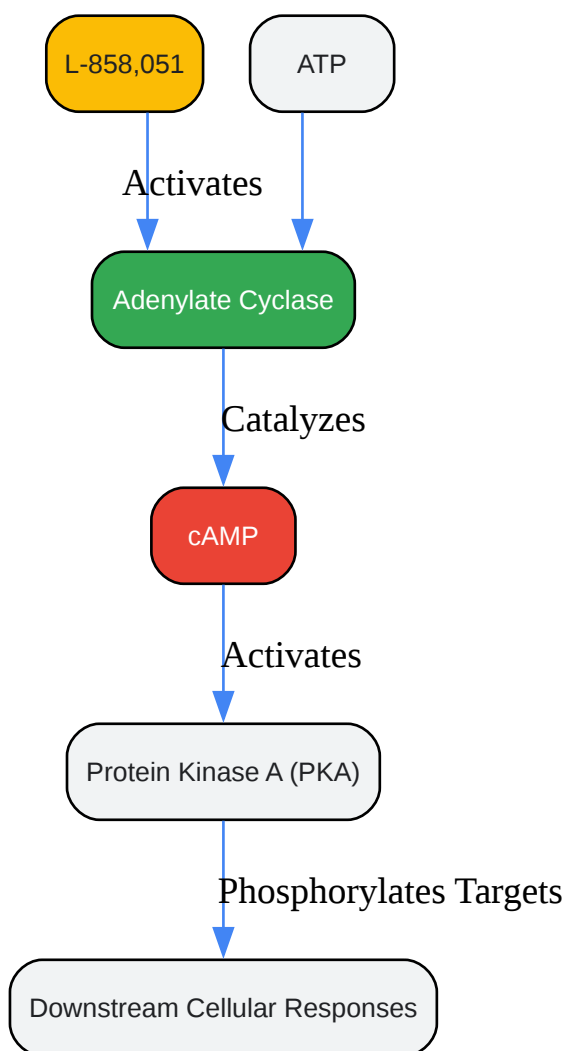 L-858,051
ATP
Activates
Adenylate Cyclase
Catalyzes
cAMP
Activates
Protein Kinase A (PKA)
Phosphorylates Targets
Downstream Cellular Responses